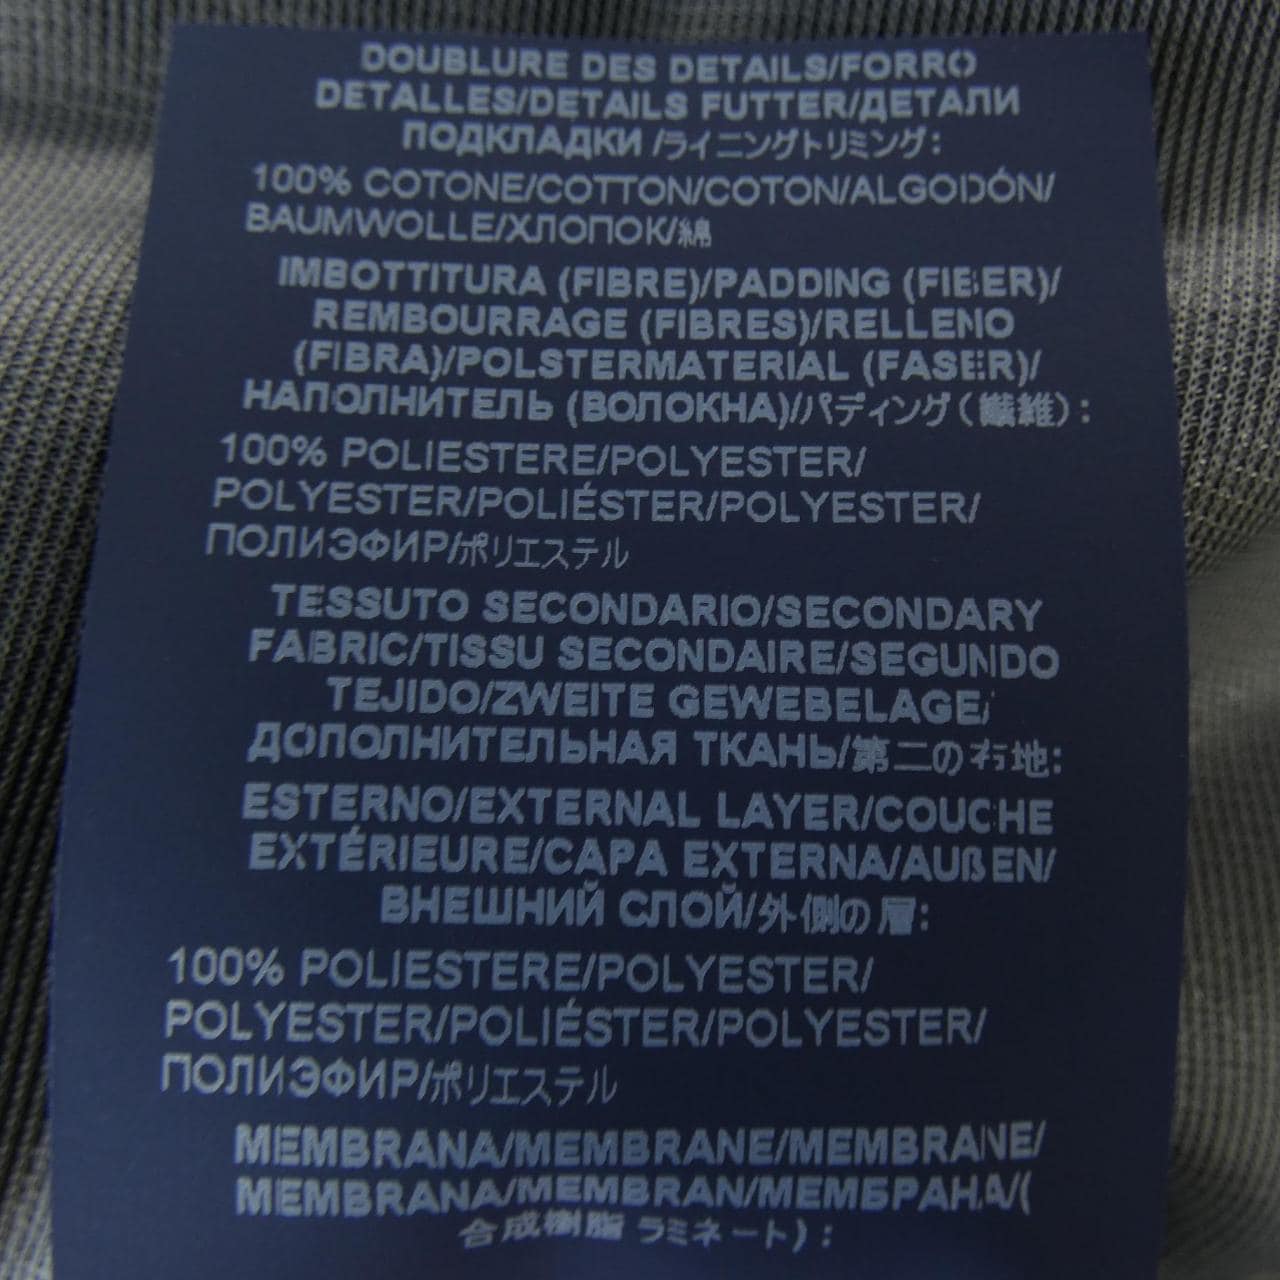 DOUBLURE DES DETAILS/FORRO
DETALLES/DETAILS FUTTER/ДЕТАЛИ
ПОДКЛАДКИ/ライニングトリミング:
100% COTONE/COTTON/COTON/ALGODÓN/
BAUMWOLLE/ХЛОПОК/綿
IMBOTTITURA (FIBRE)/PADDING (FIBER)/
REMBOURRAGE (FIBRES)/RELLENO
(FIBRA)/POLSTERMATERIAL (FASER)/
НАПОЛНИТЕЛЬ (ВОЛОКНА)/パディング(繊維):
100% POLIESTERE/POLYESTER/
POLYESTER/POLIÉSTER/POLYESTER/
ПОЛИЭФИР/ポリエステル
TESSUTO SECONDARIO/SECONDARY
FABRIC/TISSU SECONDAIRE/SEGUNDO
TEJIDO/ZWEITE GEWEBELAGE/
ДОПОЛНИТЕЛЬНАЯ ТКАНЬ/第二の布地:
ESTERNO/EXTERNAL LAYER/COUCHE
EXTÉRIEURE/CAPA EXTERNA/AUßEN/
ВНЕШНИЙ СЛОЙ/外側の層:
100% POLIESTERE/POLYESTER/
POLYESTER/POLIÉSTER/POLYESTER/
ПОЛИЭФИР/ポリエステル
MEMBRANA/MEMBRANE/MEMBRANE/
MEMBRANA/MEMBRAN/МЕМБРАНА/(
合成樹脂ラミネート):